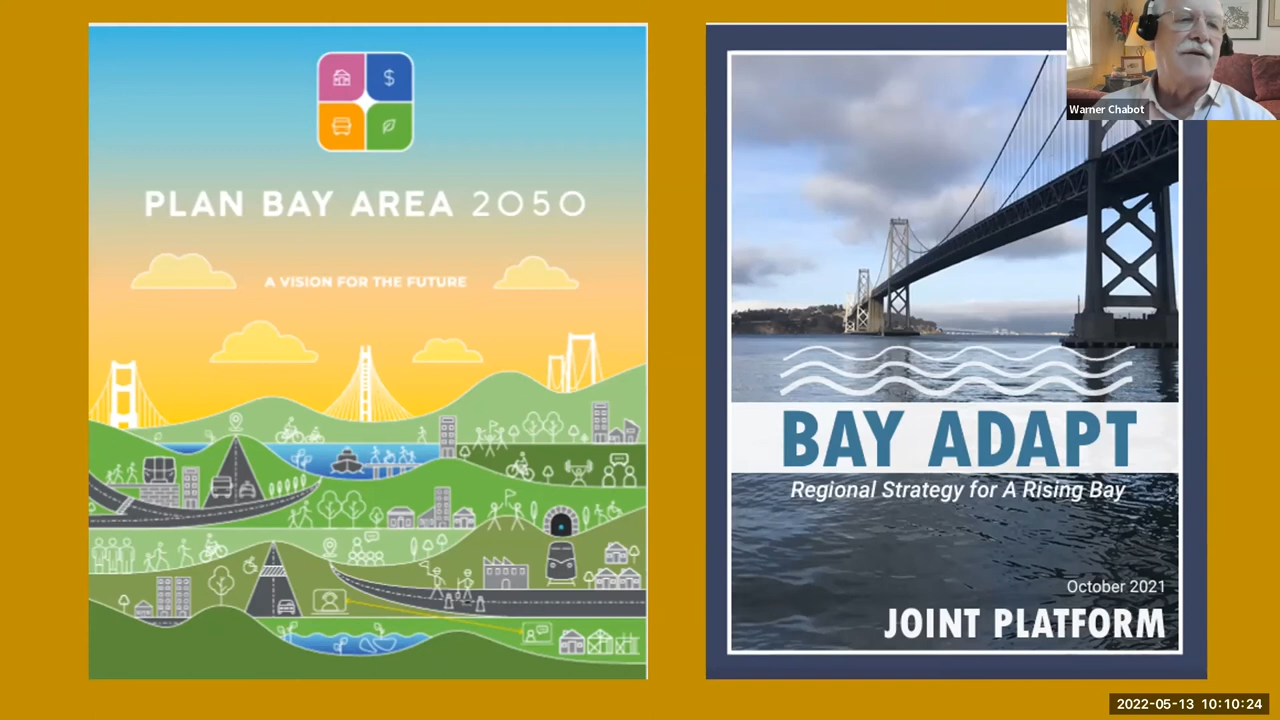 PLAN BAY AREA 2050
A VISION FOR THE FUTURE
BAY ADAPT
Regional Strategy for A Rising Bay
October 2021
JOINT PLATFORM
Warner Chabot
2022-05-13 10:10:24